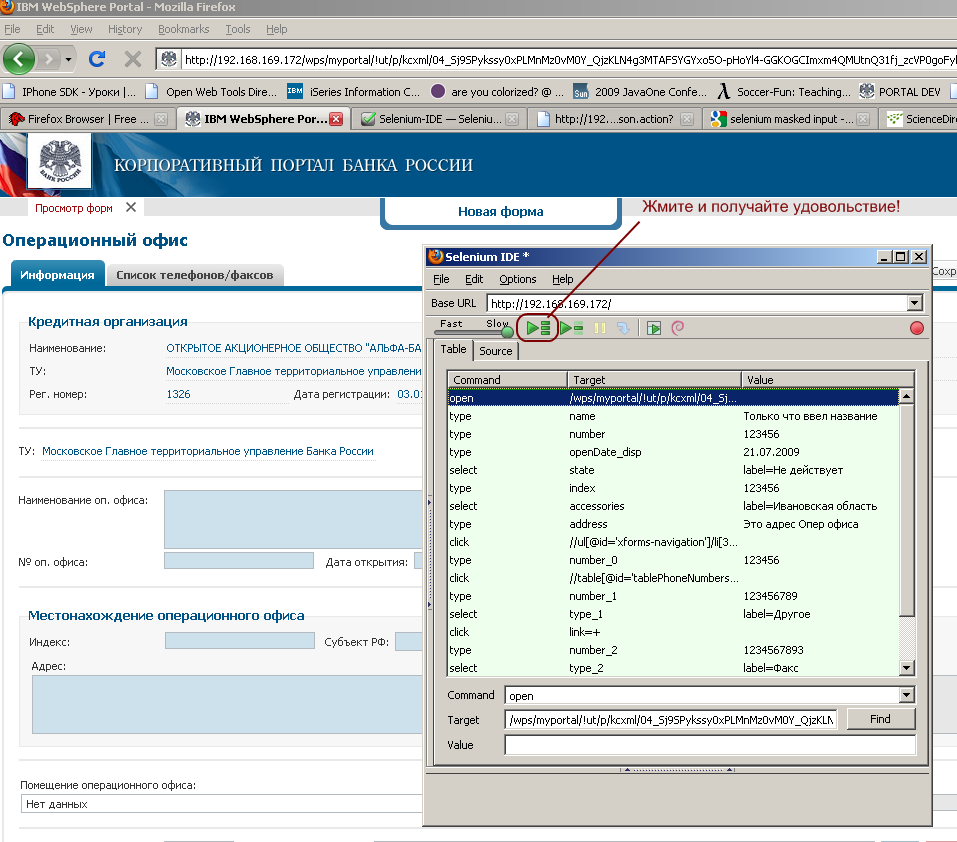 IBM WebSphere Portal - Mozilla Firefox
File Edit View History Bookmarks Tools Help
http://192.168.169.172/wps/myportal/!ut/p/kcxml/04_Sj9SPykssy0xPLMnMz0vM0Y_QjzKLN4g3MTAFSYGYxo5O-pHoYl4-GGKOGCImxm4QMUtnQ31fj_zcVP0goFyk
IPhone SDK - Уроки |... Open Web Tools Dire... IBM iSeries Information C... are you colorized? @ ... Sun 2009 JavaOne Confe... Soccer-Fun: Teaching... PORTAL DEV
Firefox Browser | Free ... IBM WebSphere Por... Selenium-IDE — Seleniu... http://192....son.action? selenium masked input -... ScienceDire
БАНК РОССИИ
КОРПОРАТИВНЫЙ ПОРТАЛ БАНКА РОССИИ
Просмотр форм
Новая форма
Жмите и получайте удовольствие!
Операционный офис
Информация Список телефонов/факсов
Сохр
Кредитная организация
Наименование: ОТКРЫТОЕ АКЦИОНЕРНОЕ ОБЩЕСТВО "АЛЬФА-БА
ТУ: Московское Главное территориальное управлени
Рег. номер: 1326 Дата регистрации: 03.0
ТУ: Московское Главное территориальное управление Банка России
Наименование оп. офиса:
№ оп. офиса: Дата открытия:
Местонахождение операционного офиса
Индекс: Субъект РФ:
Адрес:
Помещение операционного офиса:
Нет данных
Selenium IDE *
File Edit Options Help
Base URL http://192.168.169.172/
Fast Slow
Table Source
Command Target Value
open /wps/myportal/!ut/p/kcxml/04_Sj...
type name Только что ввел название
type number 123456
type openDate_disp 21.07.2009
select state label=Не действует
type index 123456
select accessories label=Ивановская область
type address Это адрес Опер офиса
click //ul[@id='xforms-navigation']/li[3...
type number_0 123456
click //table[@id='tablePhoneNumbers...
type number_1 123456789
select type_1 label=Другое
click link=+
type number_2 1234567893
select type_2 label=Факс
Command open
Target /wps/myportal/!ut/p/kcxml/04_Sj9SPykssy0xPLMnMz0vM0Y_QjzKLN Find
Value